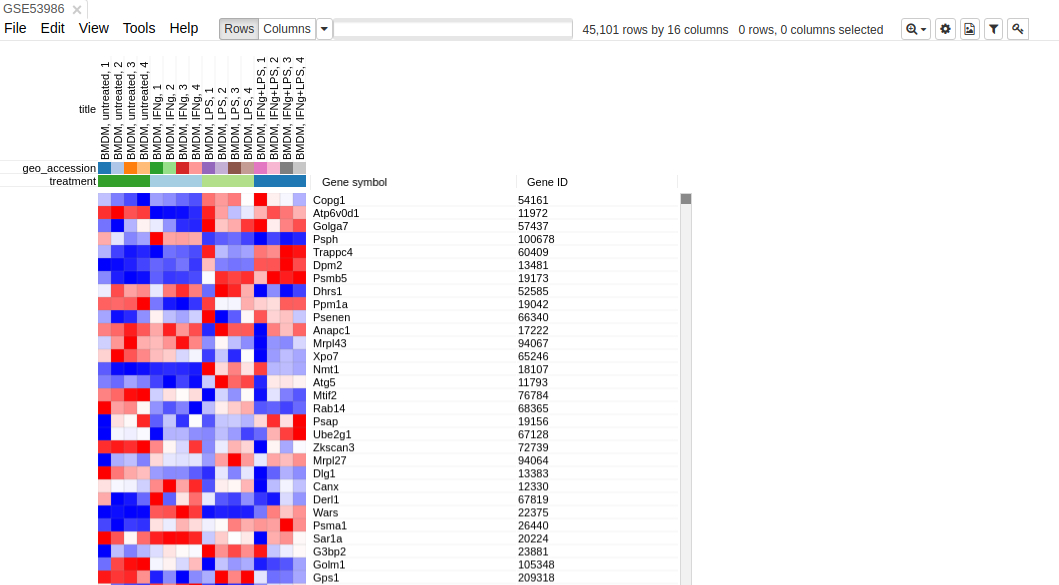 GSE53986 ×
File Edit View Tools Help Rows Columns 45,101 rows by 16 columns 0 rows, 0 columns selected
title
BMDM, untreated, 1
BMDM, untreated, 2
BMDM, untreated, 3
BMDM, untreated, 4
BMDM, IFNg, 1
BMDM, IFNg, 2
BMDM, IFNg, 3
BMDM, IFNg, 4
BMDM, LPS, 1
BMDM, LPS, 2
BMDM, LPS, 3
BMDM, LPS, 4
BMDM, IFNg+LPS, 1
BMDM, IFNg+LPS, 2
BMDM, IFNg+LPS, 3
BMDM, IFNg+LPS, 4
geo_accession
treatment Gene symbol Gene ID
Copg1 54161
Atp6v0d1 11972
Golga7 57437
Psph 100678
Trappc4 60409
Dpm2 13481
Psmb5 19173
Dhrs1 52585
Ppm1a 19042
Psenen 66340
Anapc1 17222
Mrpl43 94067
Xpo7 65246
Nmt1 18107
Atg5 11793
Mtif2 76784
Rab14 68365
Psap 19156
Ube2g1 67128
Zkscan3 72739
Mrpl27 94064
Dlg1 13383
Canx 12330
Derl1 67819
Wars 22375
Psma1 26440
Sar1a 20224
G3bp2 23881
Golm1 105348
Gps1 209318